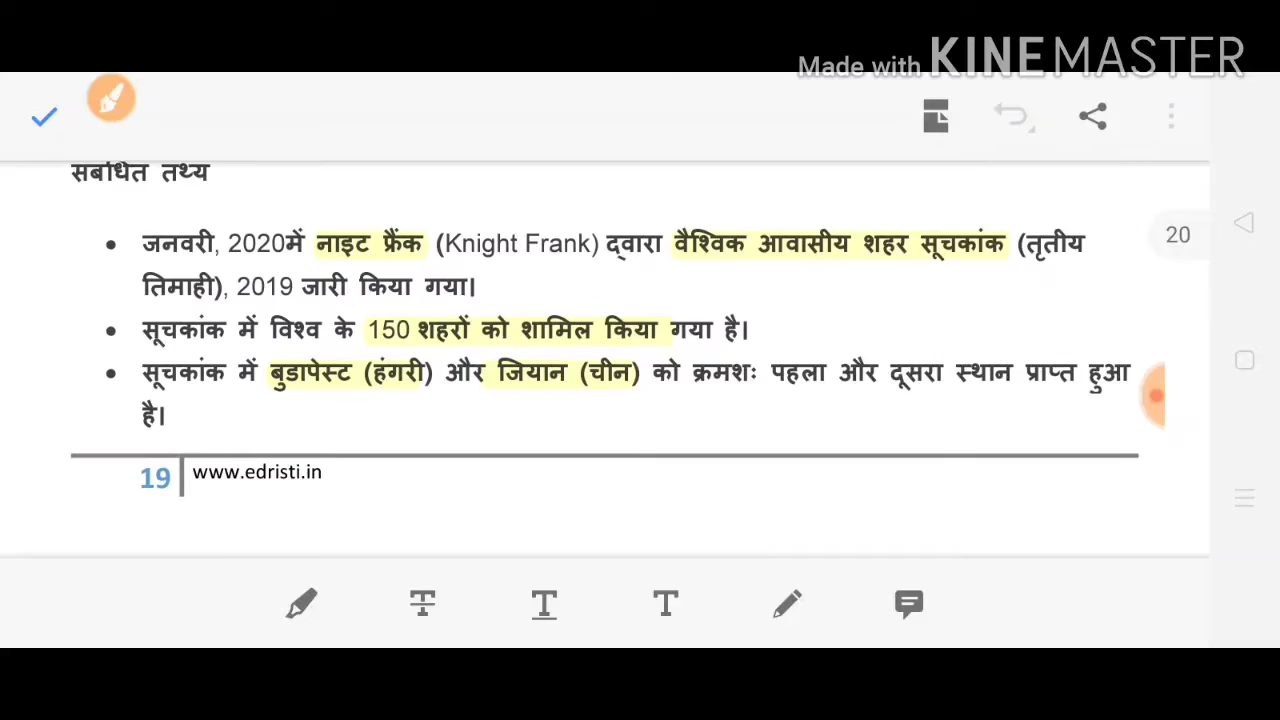 Made with KINEMASTER
संबंधित तथ्य
20
• जनवरी, 2020में नाइट फ्रैंक (Knight Frank) द्वारा वैश्विक आवासीय शहर सूचकांक (तृतीय
तिमाही), 2019 जारी किया गया।
• सूचकांक में विश्व के 150 शहरों को शामिल किया गया है।
• सूचकांक में बुडापेस्ट (हंगरी) और जियान (चीन) को क्रमशः पहला और दूसरा स्थान प्राप्त हुआ
है।
19 www.edristi.in
T T T